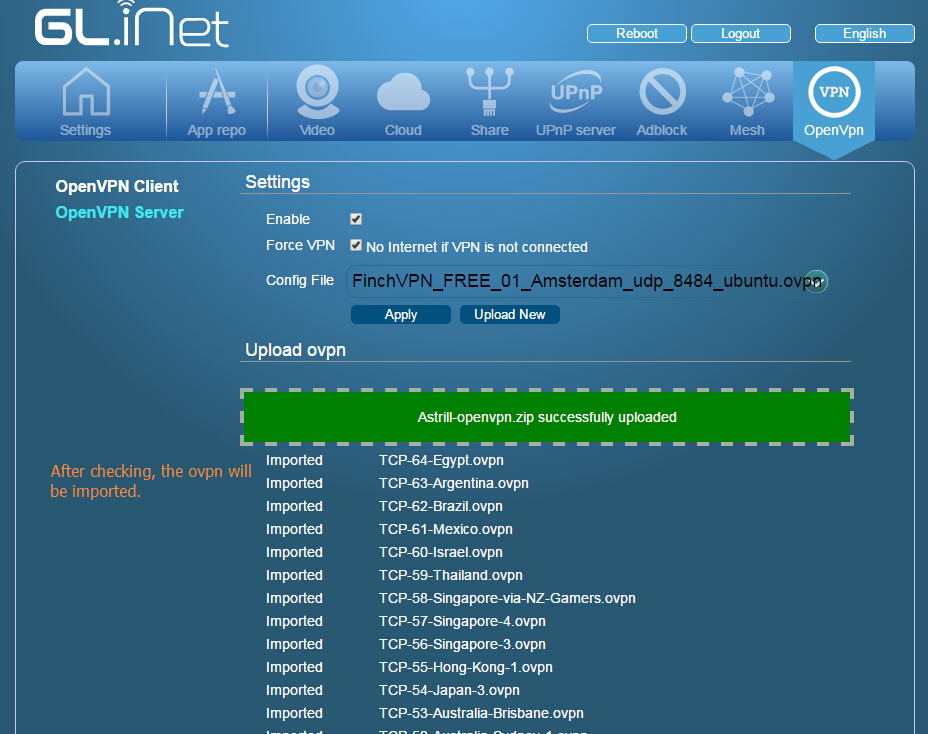 GL.iNet
Reboot Logout English
Settings App repo Video Cloud Share UPnP UPnP server Adblock Mesh VPN OpenVpn
OpenVPN Client
OpenVPN Server
Settings
Enable
Force VPN No Internet if VPN is not connected
Config File FinchVPN_FREE_01_Amsterdam_udp_8484_ubuntu.ovpn
Apply Upload New
Upload ovpn
Astrill-openvpn.zip successfully uploaded
After checking, the ovpn will
be imported.
Imported TCP-64-Egypt.ovpn
Imported TCP-63-Argentina.ovpn
Imported TCP-62-Brazil.ovpn
Imported TCP-61-Mexico.ovpn
Imported TCP-60-Israel.ovpn
Imported TCP-59-Thailand.ovpn
Imported TCP-58-Singapore-via-NZ-Gamers.ovpn
Imported TCP-57-Singapore-4.ovpn
Imported TCP-56-Singapore-3.ovpn
Imported TCP-55-Hong-Kong-1.ovpn
Imported TCP-54-Japan-3.ovpn
Imported TCP-53-Australia-Brisbane.ovpn